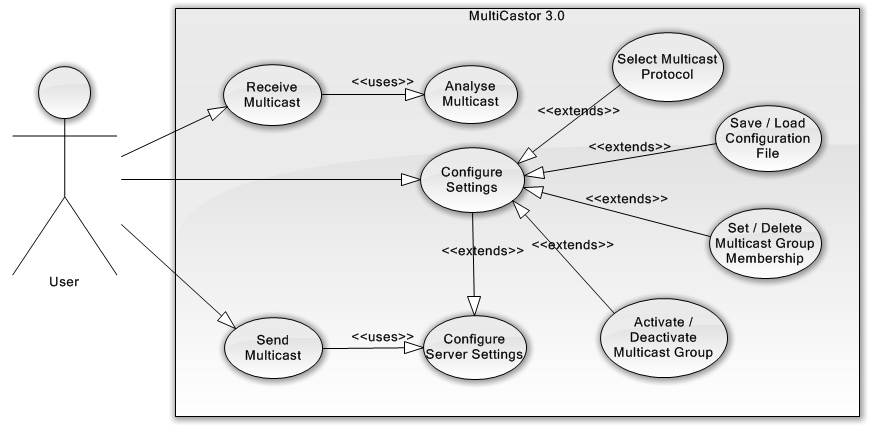 MultiCastor 3.0
Select Multicast
Protocol
<<uses>>
Receive
Multicast
Analyse
Multicast
<<extends>>
Save / Load
Configuration
File
<<extends>>
Configure
Settings
<<extends>>
Set / Delete
Multicast Group
Membership
<<extends>>
<<extends>>
User
Activate /
Deactivate
Multicast Group
<<uses>>
Send
Multicast
Configure
Server Settings